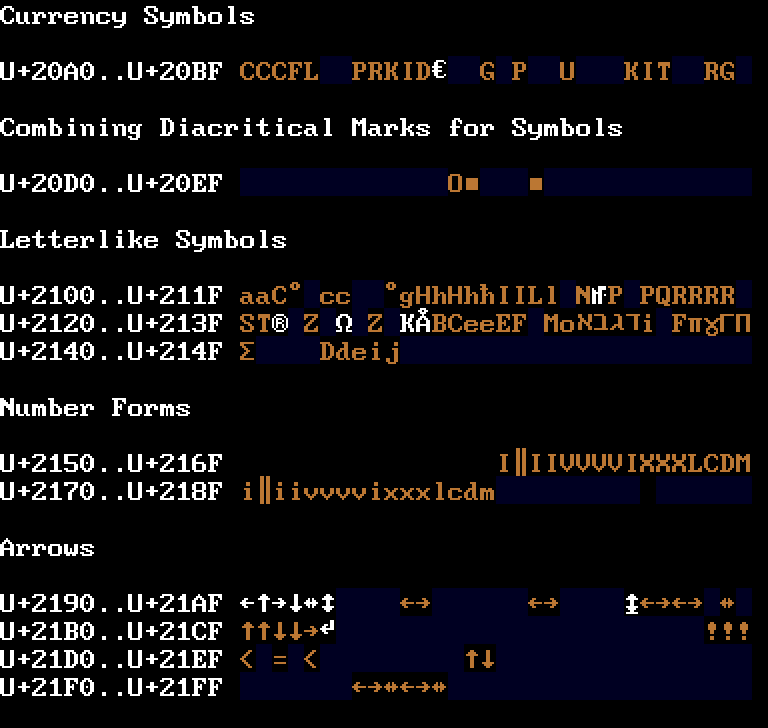 Currency Symbols
U+20A0..U+20BF CCCFL PRKID€ G P U KIT RG
Combining Diacritical Marks for Symbols
U+20D0..U+20EF O▪ ▪
Letterlike Symbols
U+2100..U+211F aaC° cc °gHhHhħIILl N P PQRRRR
U+2120..U+213F ST® Z Ω Z KÅBCeeEF Moאבגדi FπɣΓΠ
U+2140..U+214F Σ Ddeij
Number Forms
U+2150..U+216F I‖IIVVVVIXXXLCDM
U+2170..U+218F i‖iivvvvixxxlcdm
Arrows
U+2190..U+21AF ←↑→↓↔↕ ←→ ←→ ↨←→←→ ↔
U+21B0..U+21CF ↑↑↓↓→↵ !!!
U+21D0..U+21EF < = < ↑↓
U+21F0..U+21FF ←→↔←→↔